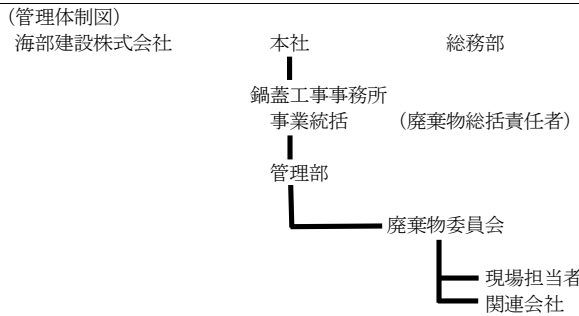 (管理体制図)
海部建設株式会社 本社 総務部
鍋蓋工事事務所
事業統括 (廃棄物総括責任者)
管理部
廃棄物委員会
現場担当者
関連会社